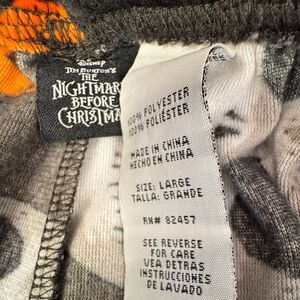 Disney
TIM BURTON'S
THE
NIGHTMARE
BEFORE
CHRISTMAS
100% POLYESTER
100% POLIÉSTER
MADE IN CHINA
HECHO EN CHINA
SIZE: LARGE
TALLA: GRANDE
RN# 82457
SEE REVERSE
FOR CARE
VEA DETRAS
INSTRUCCIONES
DE LAVADO